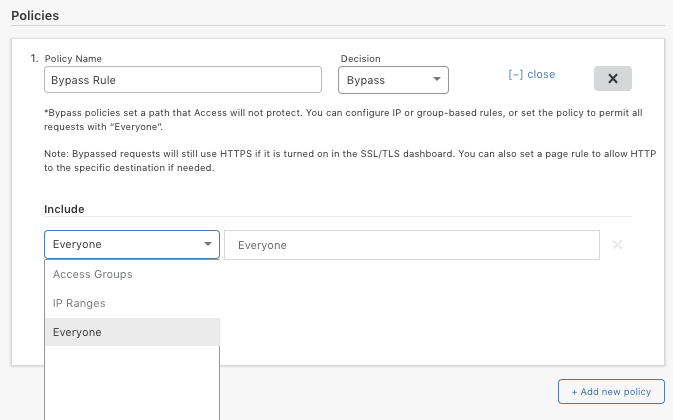 Policies
1. Policy Name
Decision
Bypass Rule
Bypass
[−] close
*Bypass policies set a path that Access will not protect. You can configure IP or group-based rules, or set the policy to permit all
requests with “Everyone”.
Note: Bypassed requests will still use HTTPS if it is turned on in the SSL/TLS dashboard. You can also set a page rule to allow HTTP
to the specific destination if needed.
Include
Everyone
Everyone
Access Groups
IP Ranges
Everyone
+ Add new policy